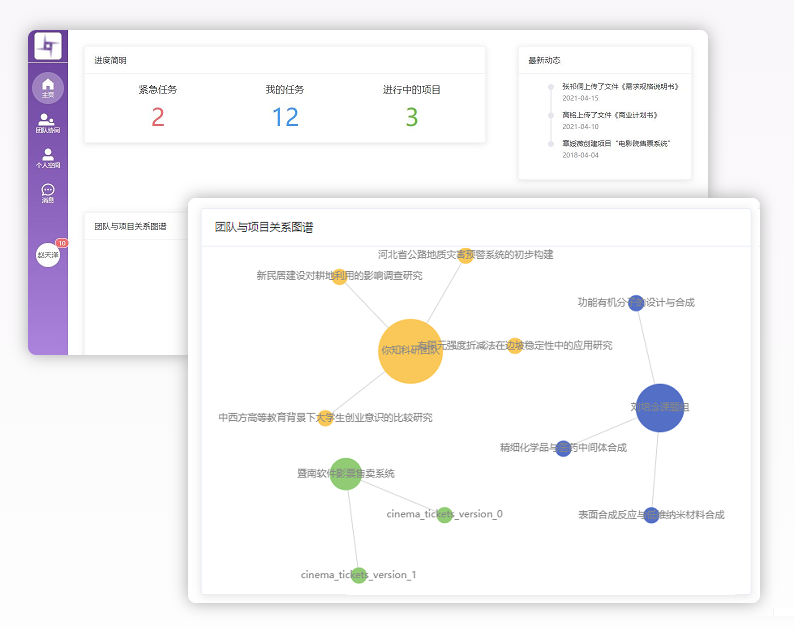 进度简明
紧急任务
我的任务
进行中的项目
2
12
3
最新动态
张祁伺上传了文件《需求规格说明书》
2021-04-15
上传了文件《商业计划书》
2021-04-10
创建项目“电影院售票系统”
2018-04-04
主页
团队协同
个人空间
消息
10
赵天泽
团队与项目关系图谱
团队与项目关系图谱
河北省公路地质灾害预警系统的初步构建
新民居建设对耕地利用的影响调查研究
功能有机分子的设计与合成
你知科研团队
有限元强度折减法在边坡稳定性中的应用研究
课题组
中西方高等教育背景下大学生创业意识的比较研究
精细化学品与医药中间体合成
暨南软件影票售卖系统
cinema_tickets_version_0
表面合成反应与低维纳米材料合成
cinema_tickets_version_1